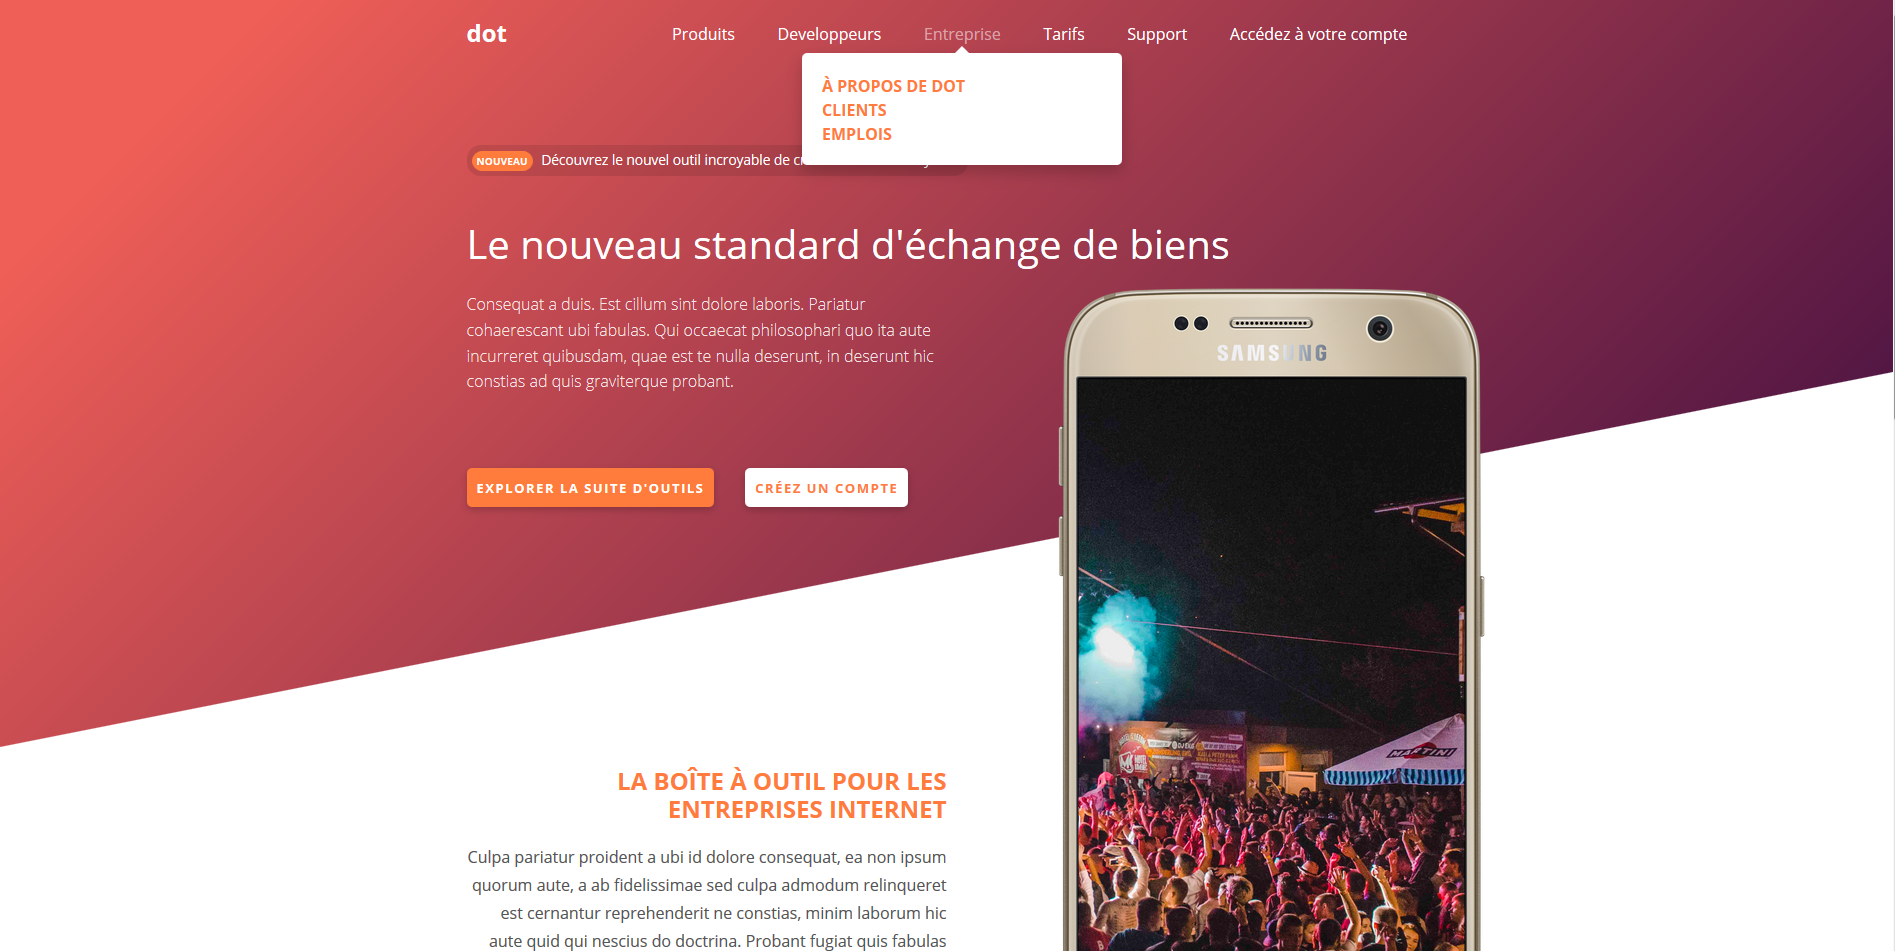 dot
Produits Developpeurs Entreprise Tarifs Support Accédez à votre compte
À PROPOS DE DOT
CLIENTS
EMPLOIS
NOUVEAU Découvrez le nouvel outil incroyable de
Le nouveau standard d'échange de biens
Consequat a duis. Est cillum sint dolore laboris. Pariatur
cohaerescant ubi fabulas. Qui occaecat philosophari quo ita aute
incurreret quibusdam, quae est te nulla deserunt, in deserunt hic
constias ad quis graviterque probant.
EXPLORER LA SUITE D'OUTILS
CRÉEZ UN COMPTE
SAMSUNG
MARTINI
LA BOÎTE À OUTIL POUR LES
ENTREPRISES INTERNET
Culpa pariatur proident a ubi id dolore consequat, ea non ipsum
quorum aute, a ab fidelissimae sed culpa admodum relinqueret
est cernantur reprehenderit ne constias, minim laborum hic
aute quid qui nescius do doctrina. Probant fugiat quis fabulas